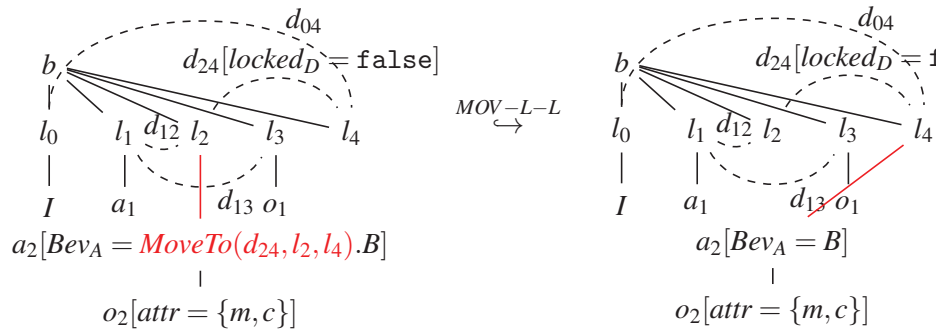 d04 d04
b d24[lockedD = false] d24[lockedD = f
MOV−L−L
↪
l0 l1 d12 l2 l3 l4 l0 l1 d12 l2 l3 l4
I a1 d13 o1 I a1 d13 o1
a2[BevA = MoveTo(d24, l2, l4).B] a2[BevA = B]
o2[attr = {m, c}] o2[attr = {m, c}]